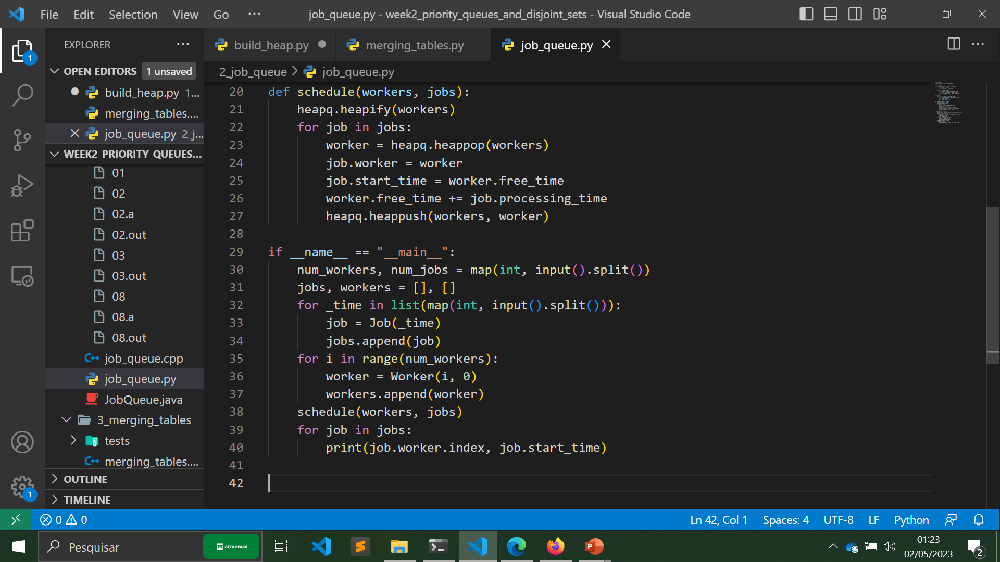 File Edit Selection View Go ··· job_queue.py - week2_priority_queues_and_disjoint_sets - Visual Studio Code
1
EXPLORER
OPEN EDITORS 1 unsaved
build_heap.py 1...
merging_tables....
job_queue.py 2_j...
WEEK2_PRIORITY_QUEUES...
01
02
02.a
02.out
03
03.out
08
08.a
08.out
job_queue.cpp
job_queue.py
JobQueue.java
3_merging_tables
tests
merging_tables....
OUTLINE
TIMELINE
1
build_heap.py merging_tables.py job_queue.py
2_job_queue > job_queue.py
20 def schedule(workers, jobs):
21 heapq.heapify(workers)
22 for job in jobs:
23 worker = heapq.heappop(workers)
24 job.worker = worker
25 job.start_time = worker.free_time
26 worker.free_time += job.processing_time
27 heapq.heappush(workers, worker)
28
29 if __name__ == "__main__":
30 num_workers, num_jobs = map(int, input().split())
31 jobs, workers = [], []
32 for _time in list(map(int, input().split())):
33 job = Job(_time)
34 jobs.append(job)
35 for i in range(num_workers):
36 worker = Worker(i, 0)
37 workers.append(worker)
38 schedule(workers, jobs)
39 for job in jobs:
40 print(job.worker.index, job.start_time)
41
42
0 0 Ln 42, Col 1 Spaces: 4 UTF-8 LF Python
Pesquisar BR PETROBRAS
01:23
02/05/2023
2